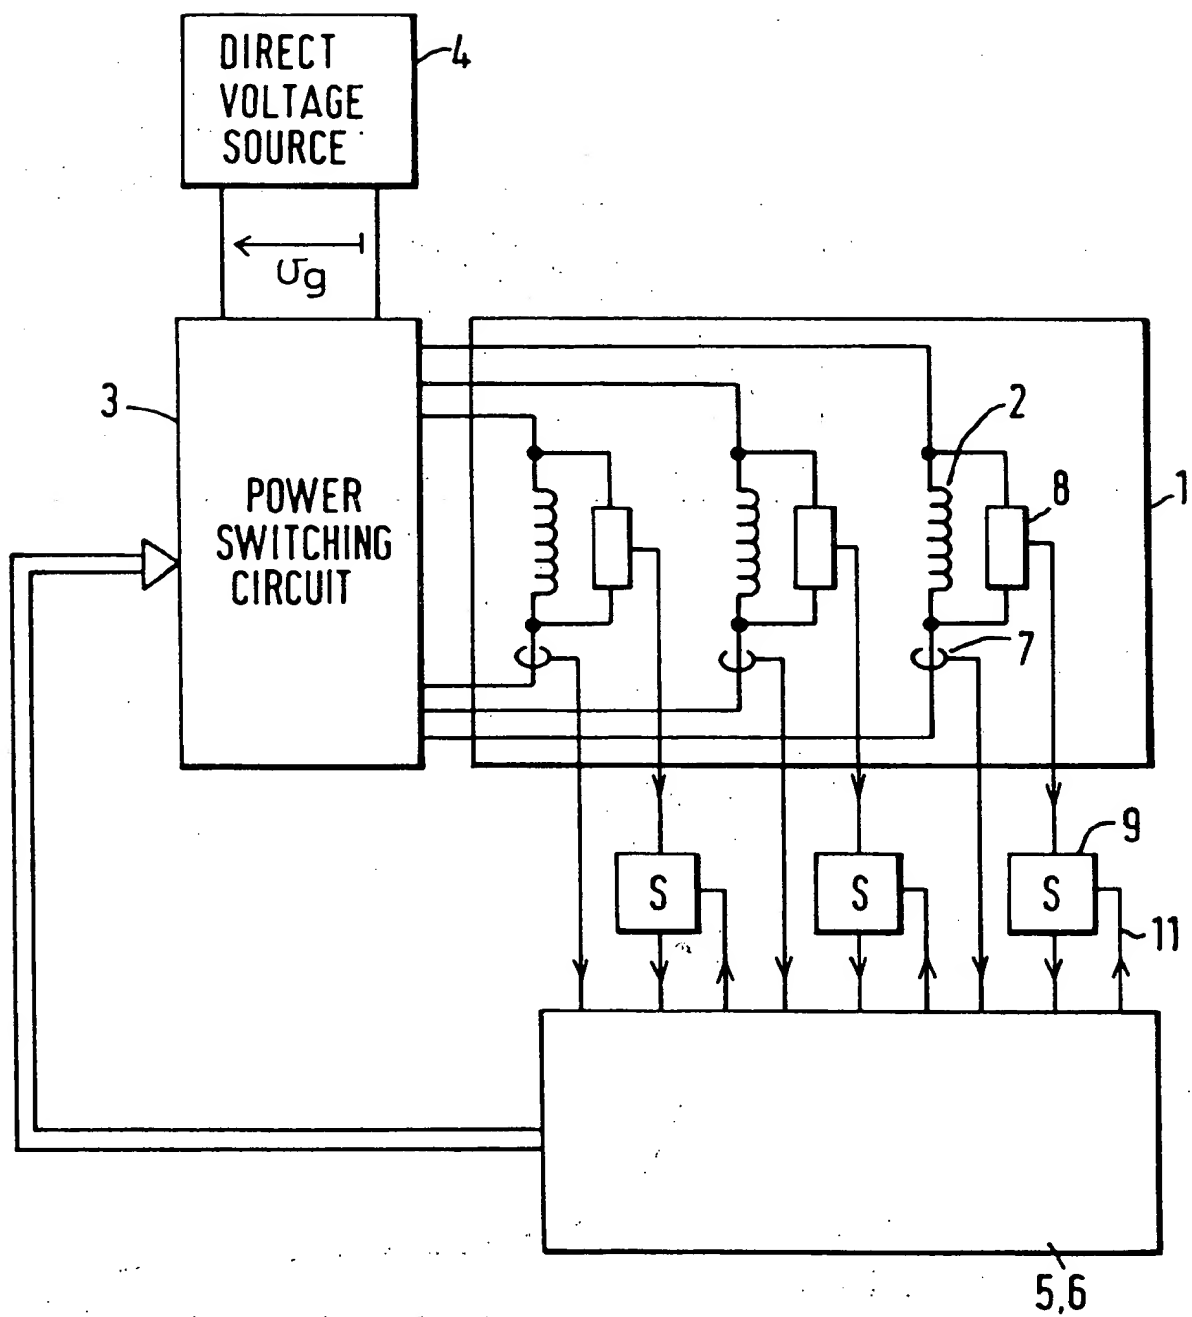 DIRECT
VOLTAGE
SOURCE
4
Ug
3
POWER
SWITCHING
CIRCUIT
2
8
1
7
9
S
S
S
11
5,6